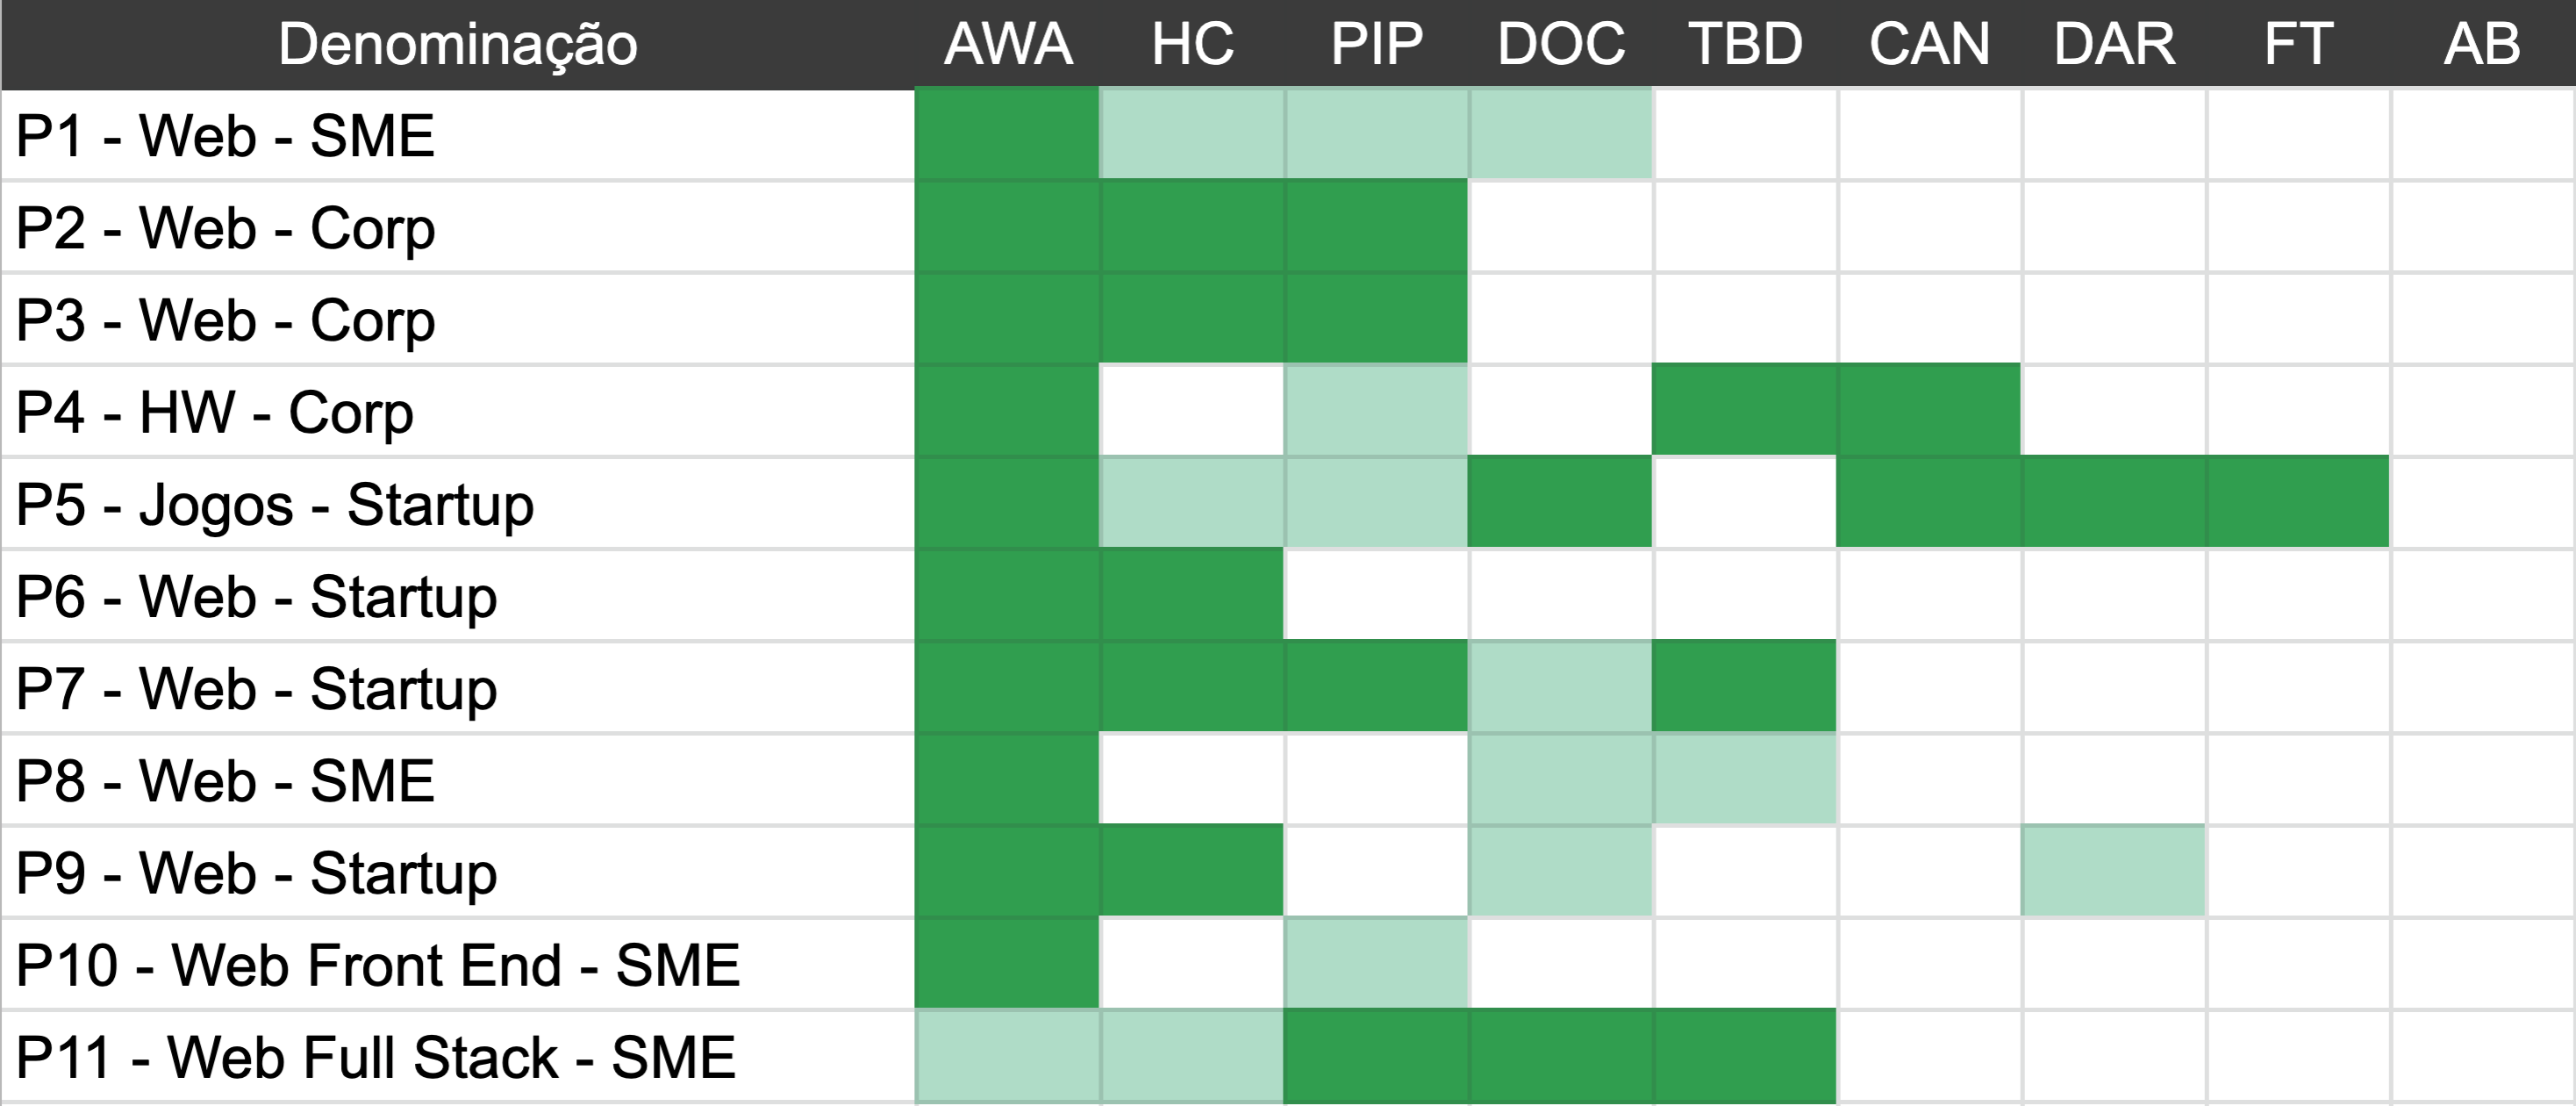 Denominação AWA HC PIP DOC TBD CAN DAR FT AB
P1 - Web - SME
P2 - Web - Corp
P3 - Web - Corp
P4 - HW - Corp
P5 - Jogos - Startup
P6 - Web - Startup
P7 - Web - Startup
P8 - Web - SME
P9 - Web - Startup
P10 - Web Front End - SME
P11 - Web Full Stack - SME